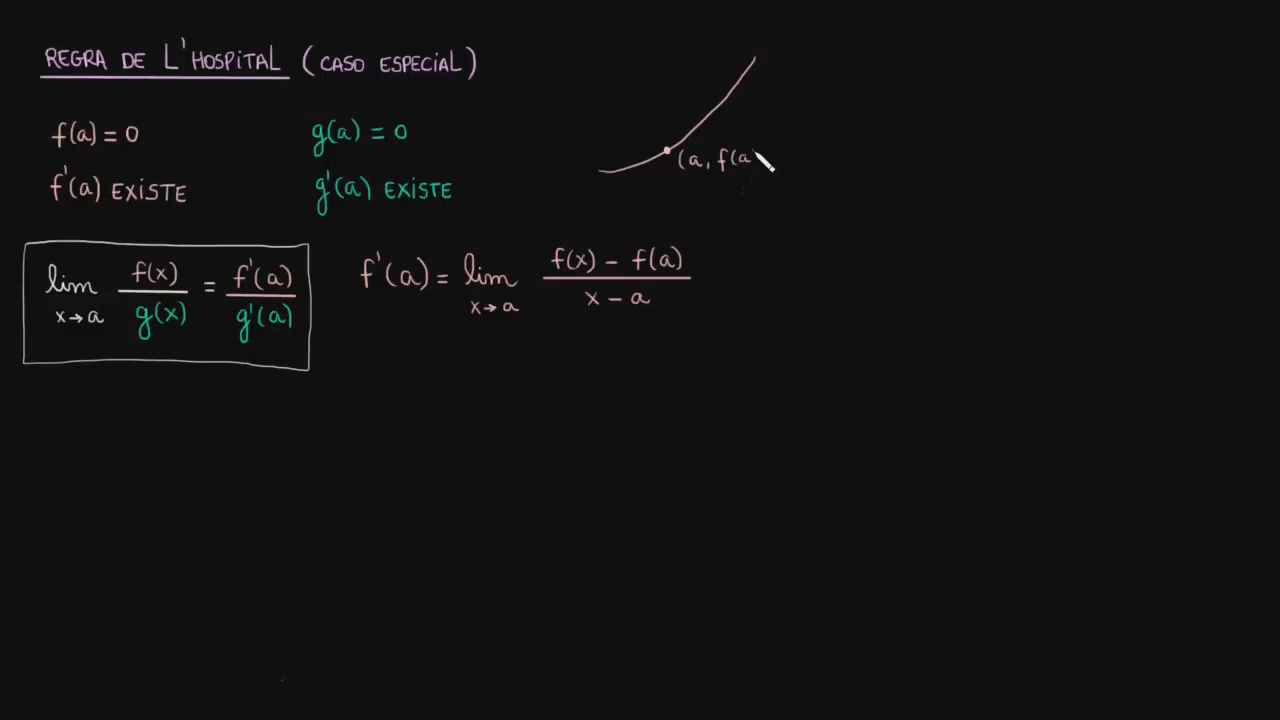 REGRA DE L'HOSPITAL (CASO ESPECIAL)
f(a) = 0 g(a) = 0
f'(a) EXISTE g'(a) EXISTE
(a, f(a)
lim x→a f(x)/g(x) = f'(a)/g'(a)
f'(a) = lim x→a f(x) - f(a)/x - a